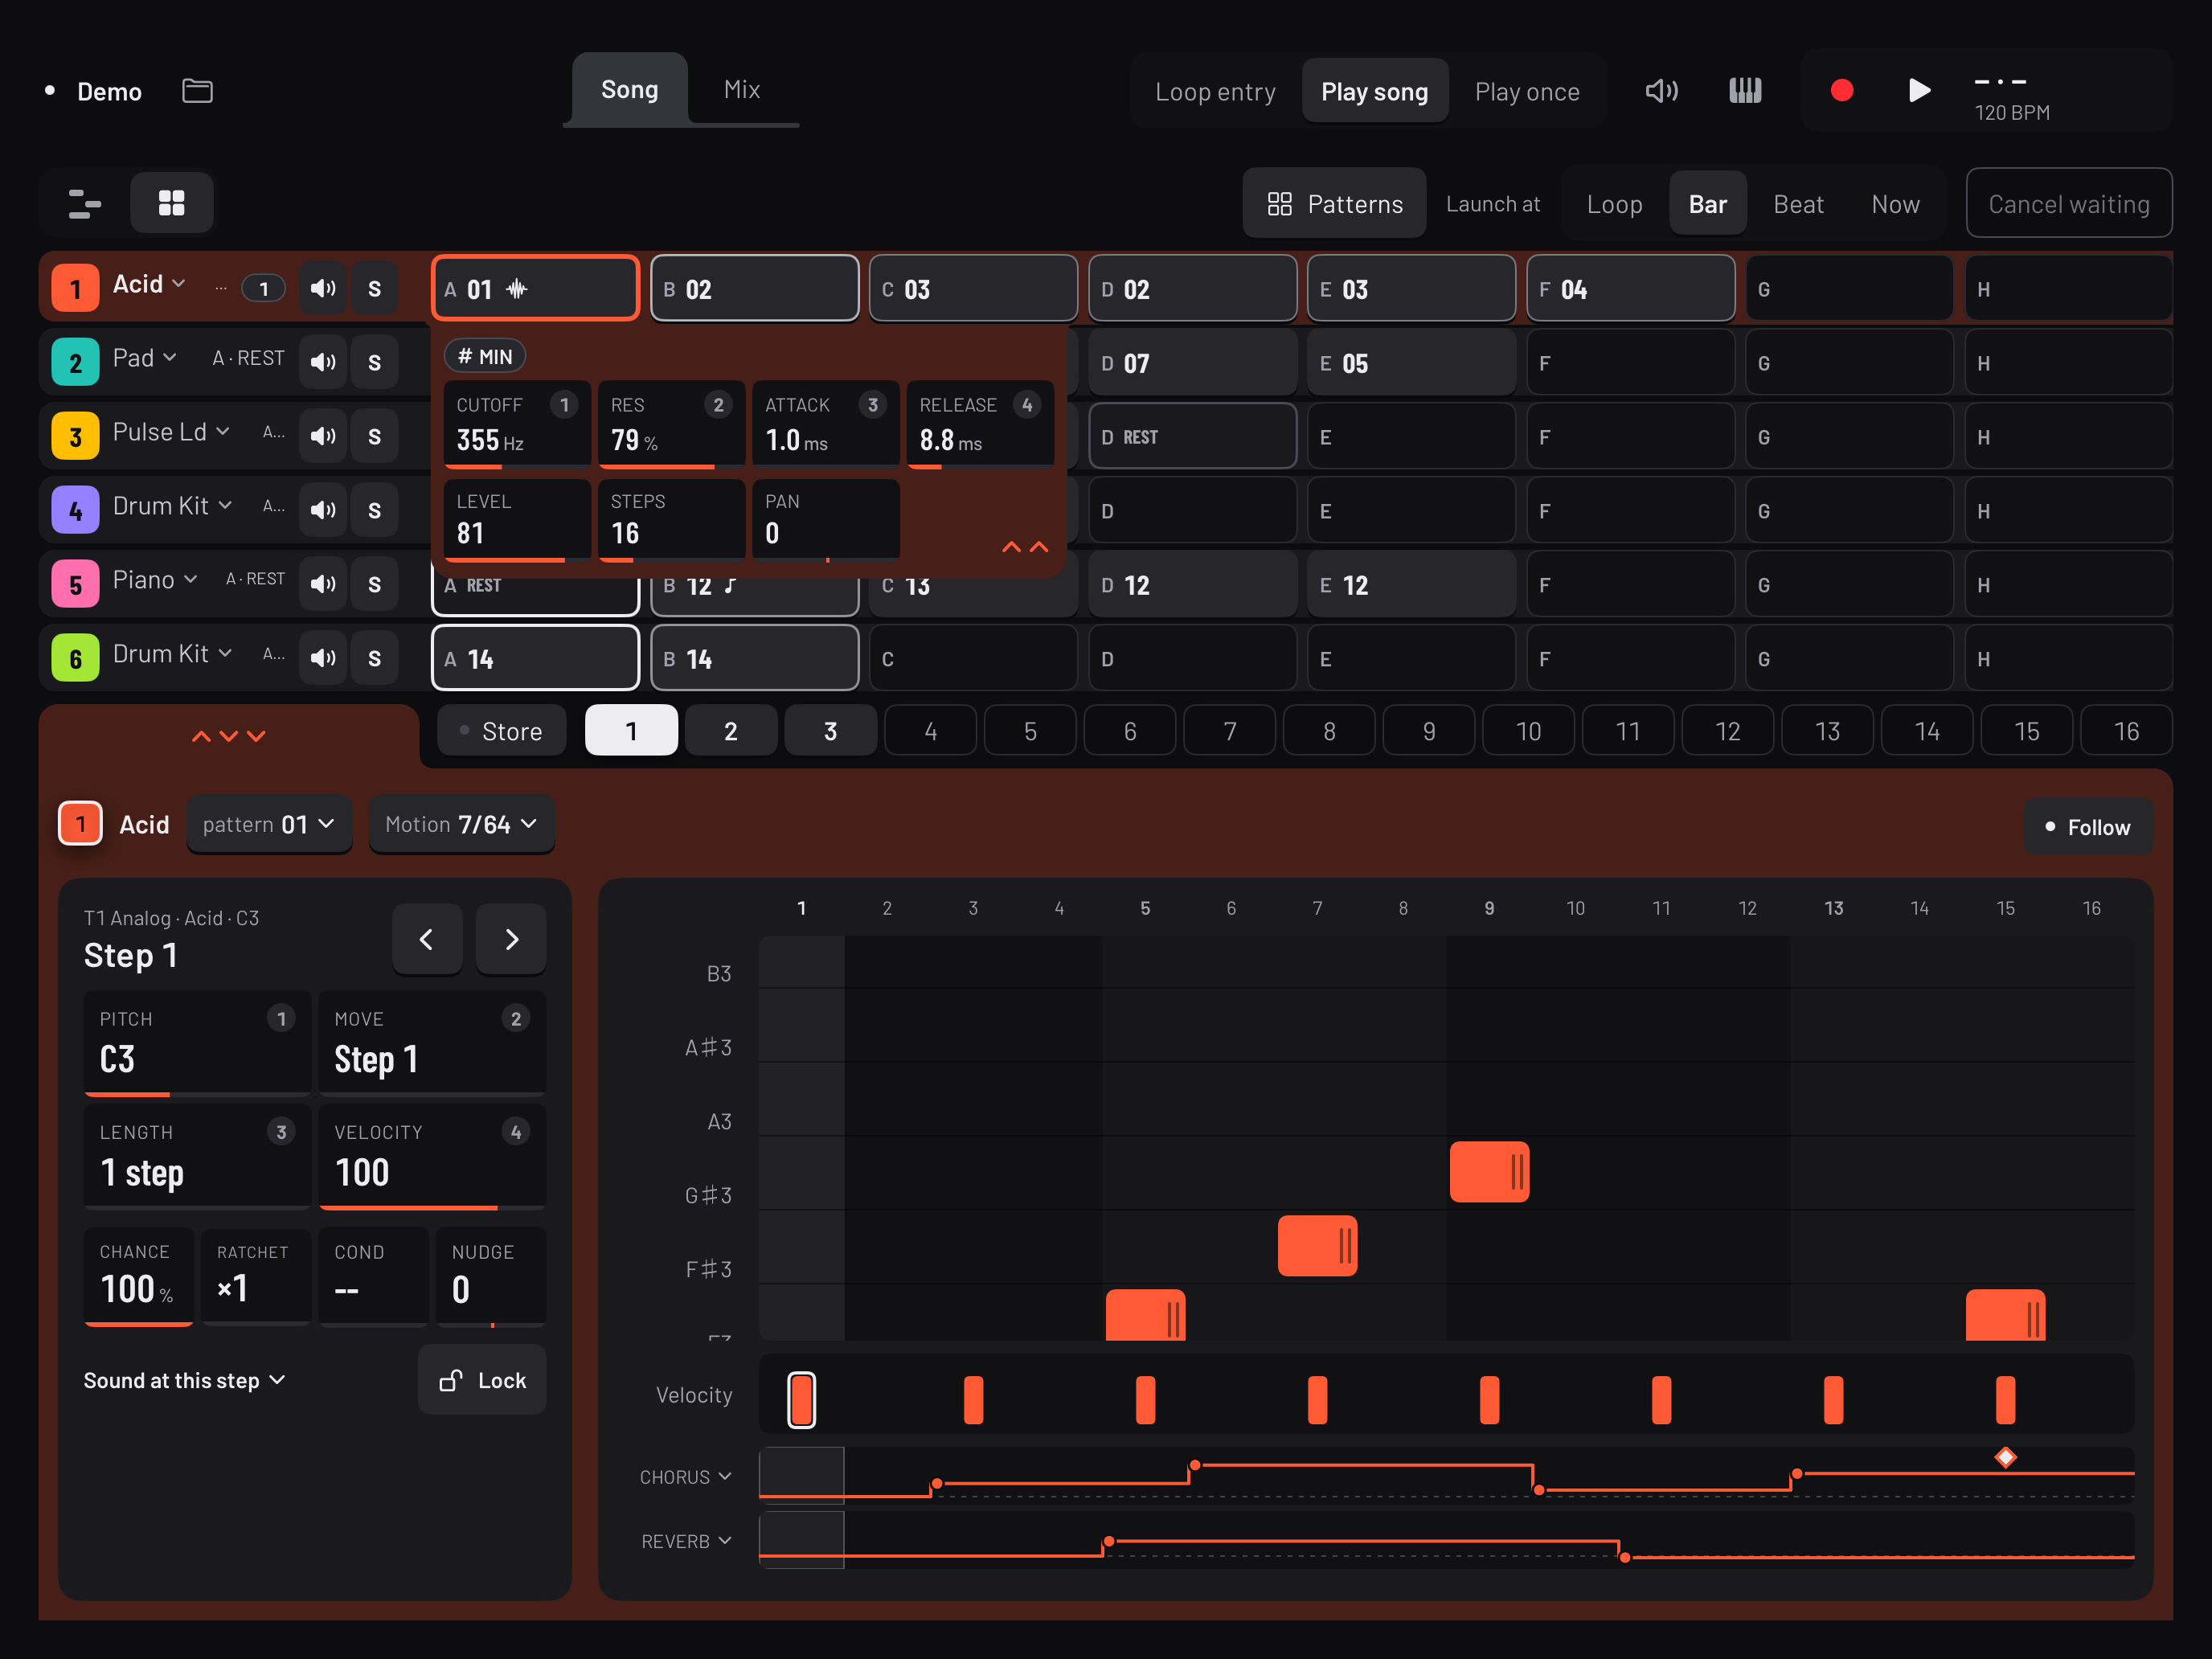 Demo
Song Mix
Loop entry Play song Play once
120 BPM
Patterns Launch at Loop Bar Beat Now Cancel waiting
1 Acid ... 1 S A 01 B 02 C 03 D 02 E 03 F 04 G H
2 Pad A · REST S D 07 E 05 F G H
3 Pulse Ld A... S D REST E F G H
4 Drum Kit A... S D E F G H
5 Piano A · REST S A REST B 12 C 13 D 12 E 12 F G H
6 Drum Kit A... S A 14 B 14 C D E F G H
# MIN
CUTOFF 1 RES 2 ATTACK 3 RELEASE 4
355 Hz 79 % 1.0 ms 8.8 ms
LEVEL STEPS PAN
81 16 0
Store 1 2 3 4 5 6 7 8 9 10 11 12 13 14 15 16
1 Acid pattern 01 Motion 7/64 Follow
T1 Analog · Acid · C3
Step 1
PITCH 1 MOVE 2
C3 Step 1
LENGTH 3 VELOCITY 4
1 step 100
CHANCE RATCHET COND NUDGE
100 % ×1 -- 0
Sound at this step Lock
1 2 3 4 5 6 7 8 9 10 11 12 13 14 15 16
B3
A♯3
A3
G♯3
F♯3
Velocity
CHORUS
REVERB